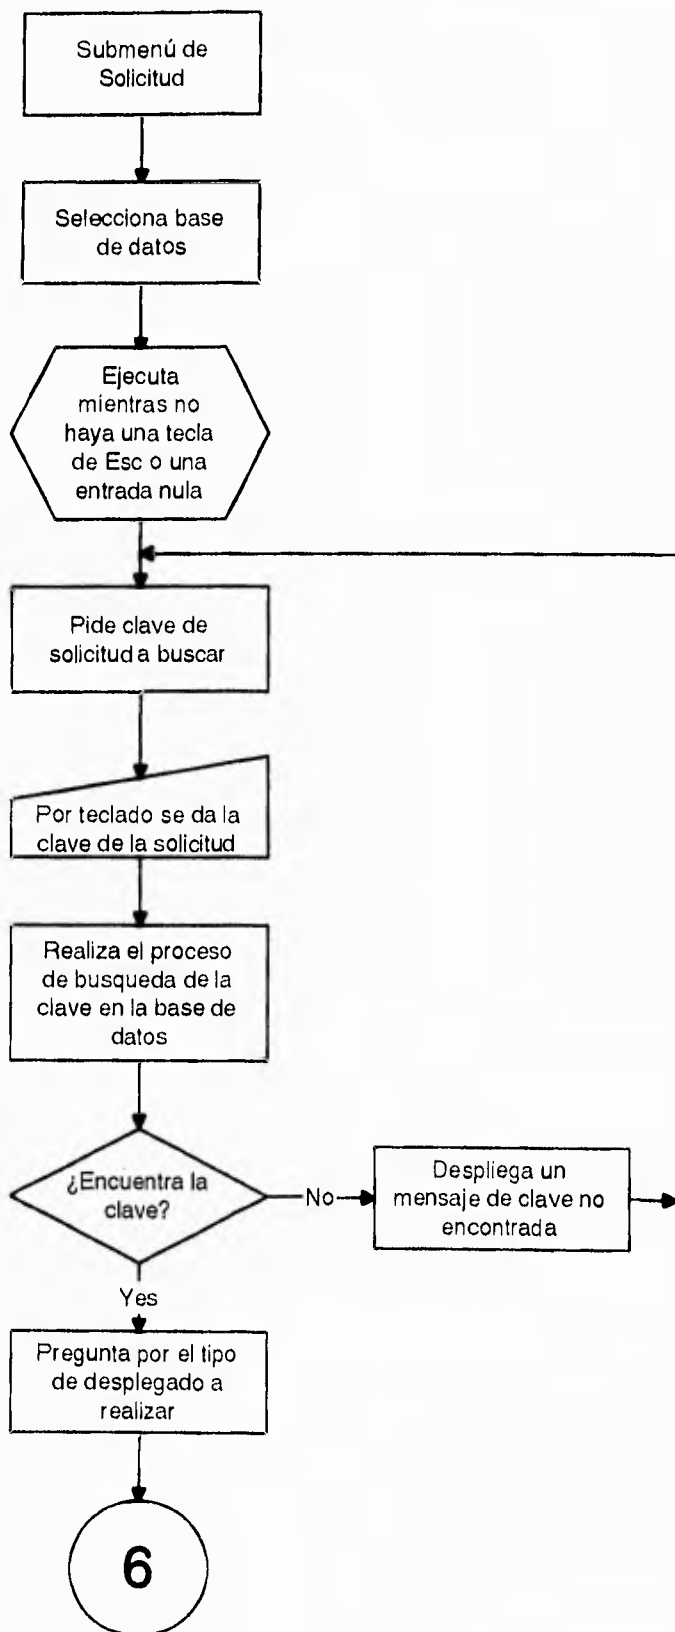 Submenú de
Solicitud
Selecciona base
de datos
Ejecuta
mientras no
haya una tecla
de Esc o una
entrada nula
Pide clave de
solicitud a buscar
Por teclado se da la
clave de la solicitud
Realiza el proceso
de busqueda de la
clave en la base de
datos
¿Encuentra la
clave?
No
Despliega un
mensaje de clave no
encontrada
Yes
Pregunta por el tipo
de desplegado a
realizar
6